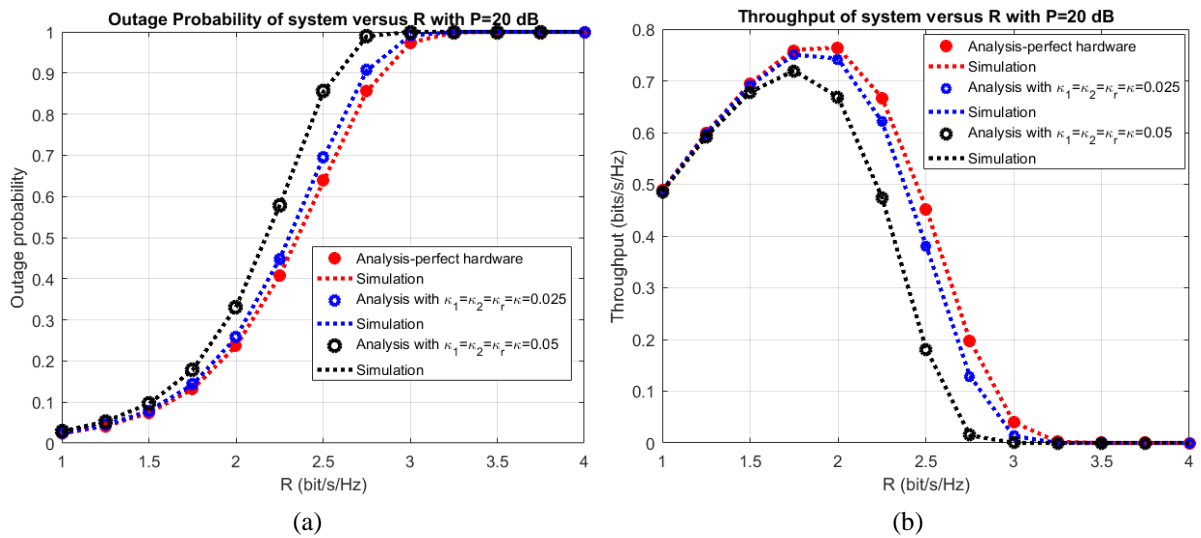 Outage Probability of system versus R with P=20 dB
1
0.9
0.8
0.7
0.6
0.5
0.4
0.3
0.2
0.1
0
Outage probability
Analysis-perfect hardware
Simulation
Analysis with κ1=κ2=κr=κ=0.025
Simulation
Analysis with κ1=κ2=κr=κ=0.05
Simulation
1 1.5 2 2.5 3 3.5 4
R (bit/s/Hz)
(a)
Throughput of system versus R with P=20 dB
0.8
0.7
0.6
0.5
0.4
0.3
0.2
0.1
0
Throughput (bits/s/Hz)
Analysis-perfect hardware
Simulation
Analysis with κ1=κ2=κr=κ=0.025
Simulation
Analysis with κ1=κ2=κr=κ=0.05
Simulation
1 1.5 2 2.5 3 3.5 4
R (bit/s/Hz)
(b)